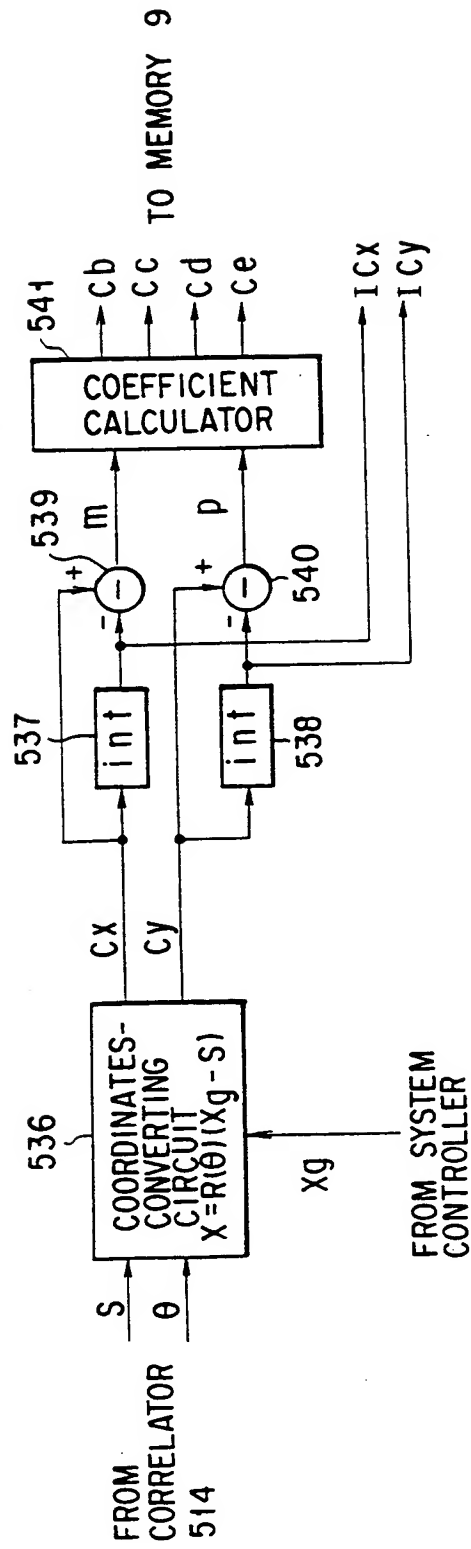 FROM
CORRELATOR
514
S
θ
536
COORDINATES-
CONVERTING
CIRCUIT
X=R(θ)(Xg-S)
Xg
FROM SYSTEM
CONTROLLER
Cx
Cy
537
int
int
538
+
-
539
-
m
+
-
-
540
p
541
COEFFICIENT
CALCULATOR
Cb
Cc
Cd
Ce
TO MEMORY 9
ICx
ICy